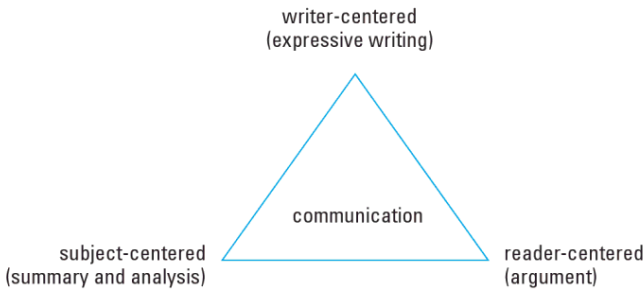 writer-centered
(expressive writing)
communication
subject-centered
(summary and analysis)
reader-centered
(argument)